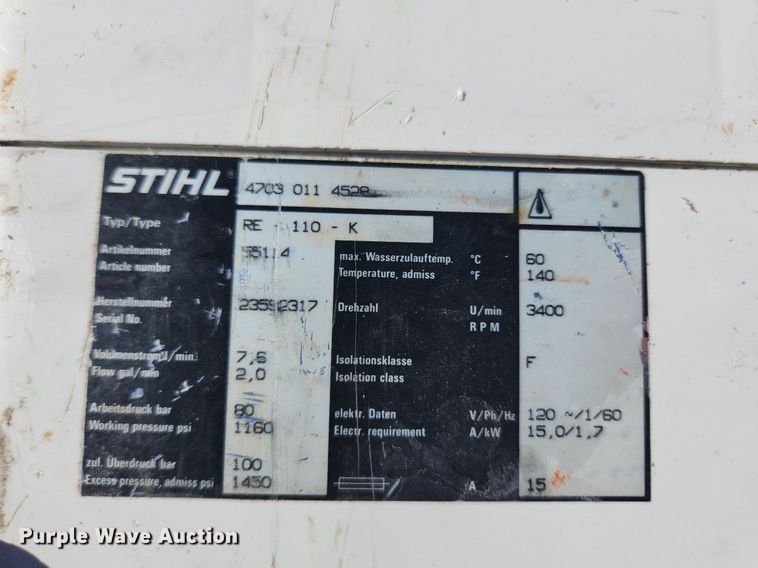 STIHL® 4703 011 4528
Typ/Type RE - 110 - K
Artikelnummer 55114 max. Wasserzulauftemp. °C 60
Article number Temperature, admiss °F 140
Herstellnummer 23592317 Drehzahl U/min 3400
Serial No. R P M
Volumenstrom l/min 7,6 Isolationsklasse F
Flow gal/min 2,0 Isolation class
Arbeitsdruck bar 80 elektr. Daten V/Ph/Hz 120 ~/1/60
Working pressure psi 1160 Electr. requirement A/kW 15,0/1,7
zul. Überdruck bar 100
Excess pressure, admiss psi 1450 A 15
Purple Wave Auction